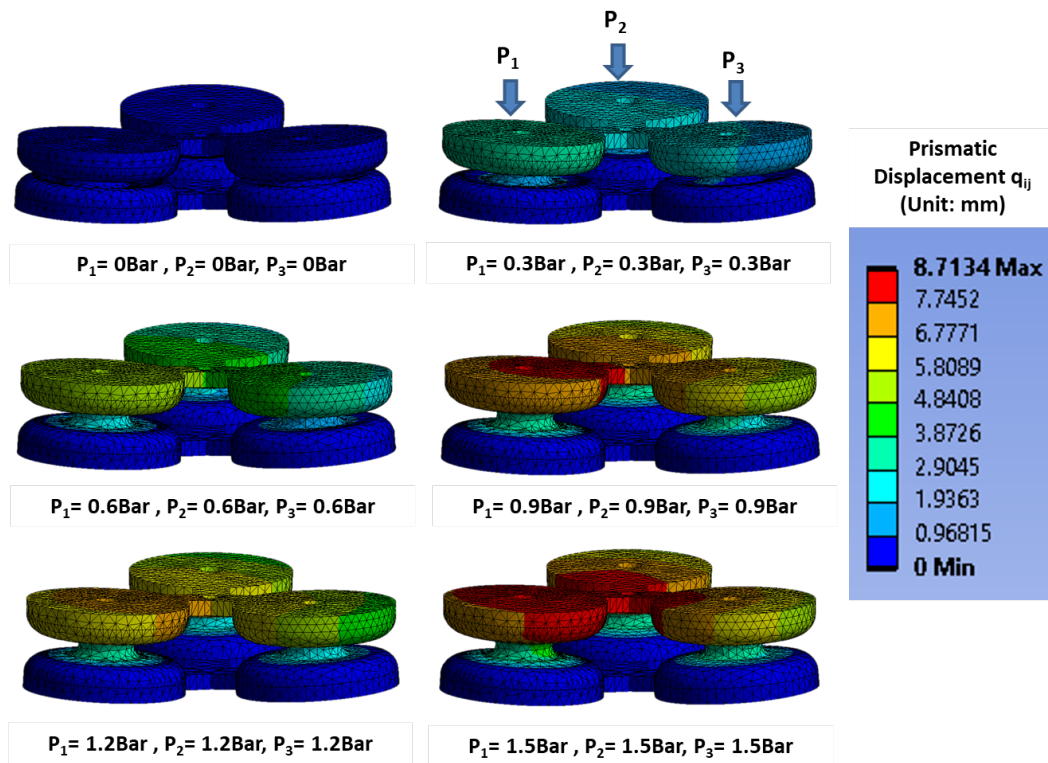 P₁
P₂
P₃
P₁= 0Bar , P₂= 0Bar, P₃= 0Bar
P₁= 0.3Bar , P₂= 0.3Bar, P₃= 0.3Bar
P₁= 0.6Bar , P₂= 0.6Bar, P₃= 0.6Bar
P₁= 0.9Bar , P₂= 0.9Bar, P₃= 0.9Bar
P₁= 1.2Bar , P₂= 1.2Bar, P₃= 1.2Bar
P₁= 1.5Bar , P₂= 1.5Bar, P₃= 1.5Bar
Prismatic
Displacement qᵢⱼ
(Unit: mm)
8.7134 Max
7.7452
6.7771
5.8089
4.8408
3.8726
2.9045
1.9363
0.96815
0 Min